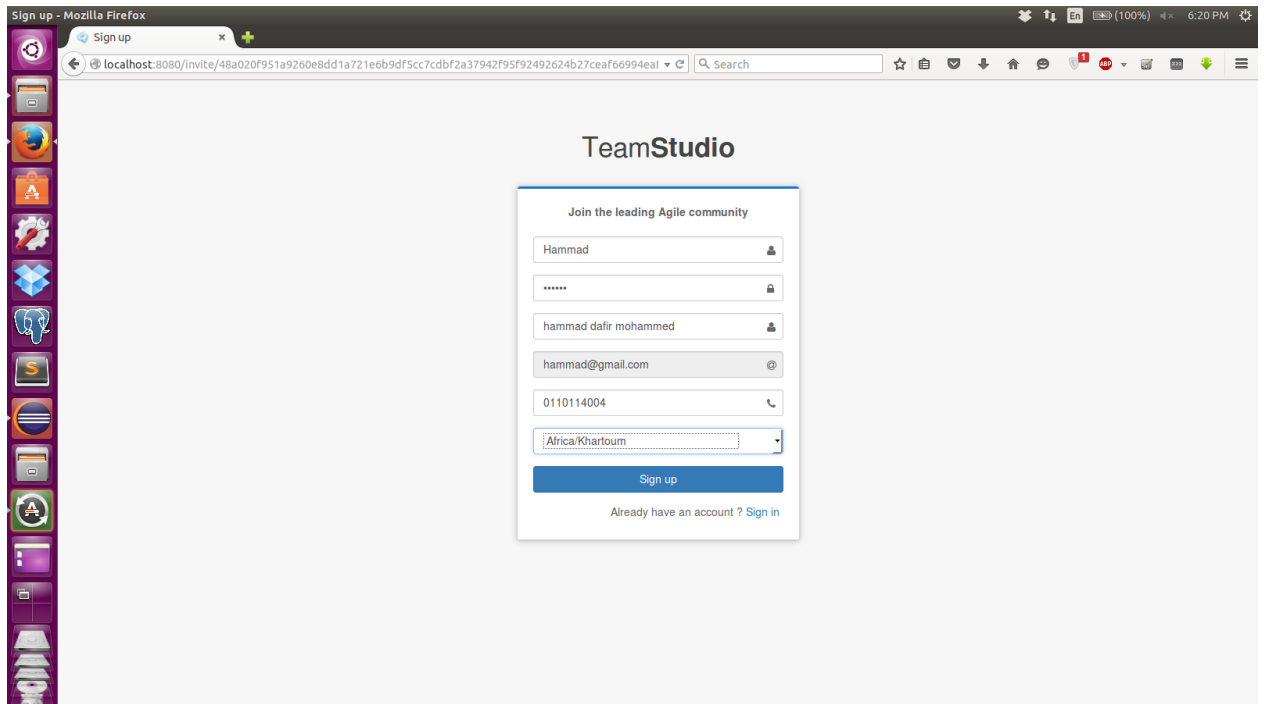 Sign up - Mozilla Firefox
En (100%) 6:20 PM
Sign up
localhost:8080/invite/48a020f951a9260e8dd1a721e6b9df5cc7cdbf2a37942f95f92492624b27ceaf66994eal Search 1 ABP
TeamStudio
Join the leading Agile community
Hammad
••••••
hammad dafir mohammed
hammad@gmail.com @
0110114004
Africa/Khartoum
Sign up
Already have an account ? Sign in